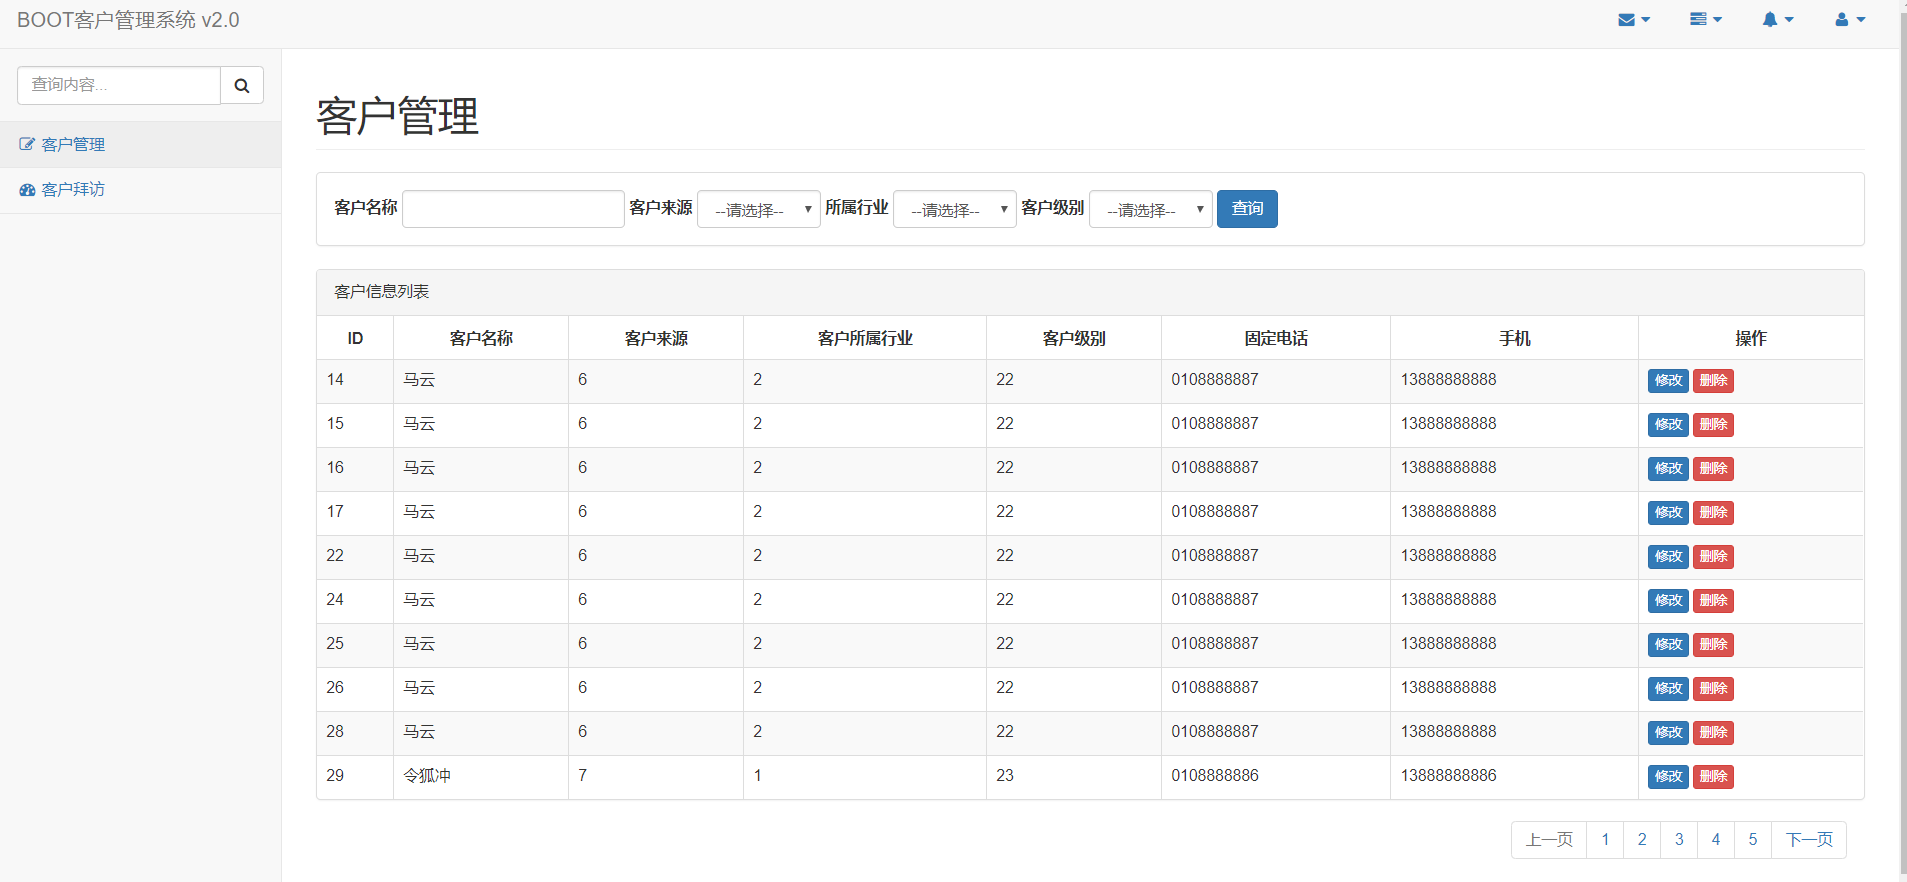 BOOT客户管理系统 v2.0
查询内容...
客户管理
客户拜访
客户管理
客户名称 客户来源 --请选择-- 所属行业 --请选择-- 客户级别 --请选择-- 查询
客户信息列表
ID 客户名称 客户来源 客户所属行业 客户级别 固定电话 手机 操作
14 马云 6 2 22 0108888887 13888888888 修改 删除
15 马云 6 2 22 0108888887 13888888888 修改 删除
16 马云 6 2 22 0108888887 13888888888 修改 删除
17 马云 6 2 22 0108888887 13888888888 修改 删除
22 马云 6 2 22 0108888887 13888888888 修改 删除
24 马云 6 2 22 0108888887 13888888888 修改 删除
25 马云 6 2 22 0108888887 13888888888 修改 删除
26 马云 6 2 22 0108888887 13888888888 修改 删除
28 马云 6 2 22 0108888887 13888888888 修改 删除
29 令狐冲 7 1 23 0108888886 13888888886 修改 删除
上一页 1 2 3 4 5 下一页